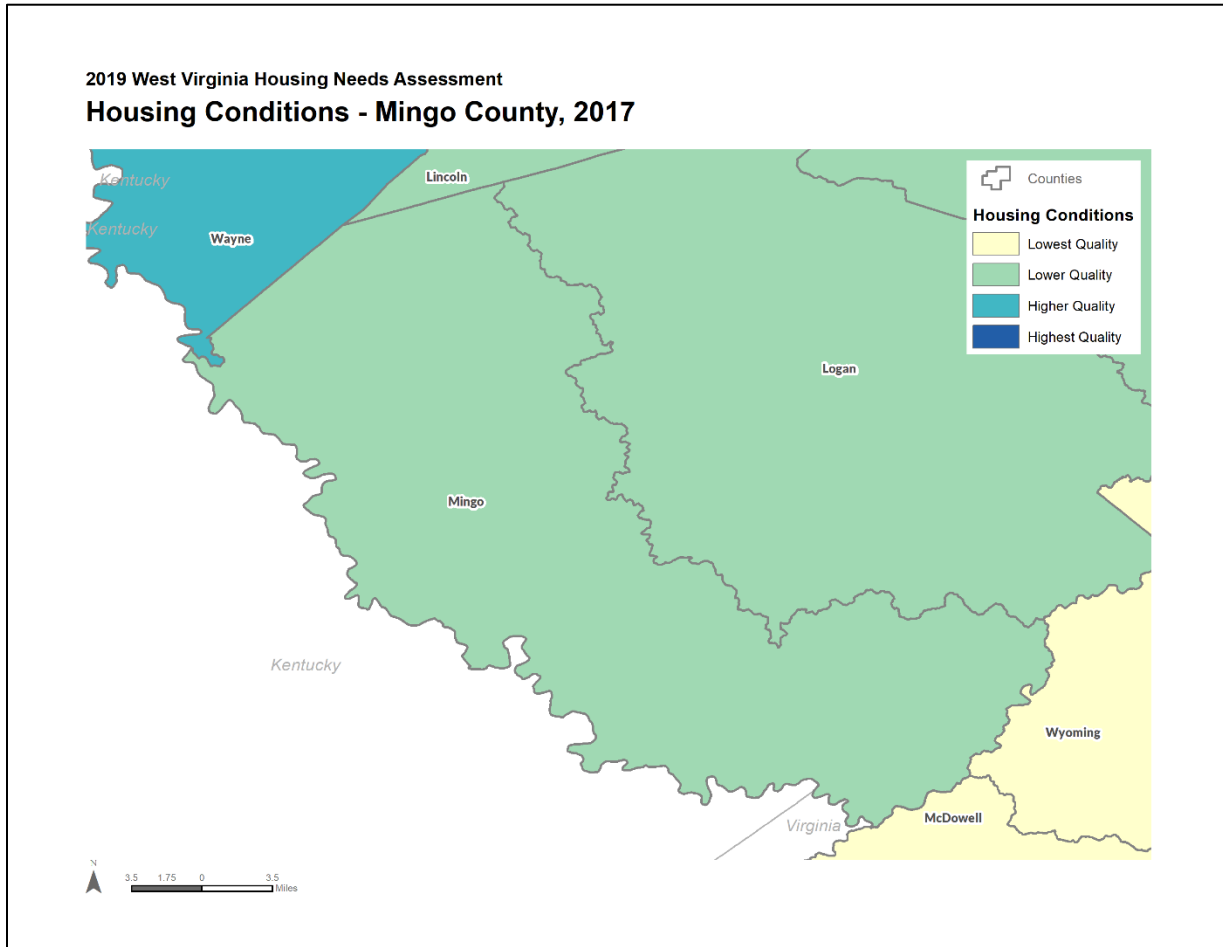 2019 West Virginia Housing Needs Assessment
Housing Conditions - Mingo County, 2017
Kentucky
Lincoln
Counties
Kentucky
Wayne
Housing Conditions
Lowest Quality
Lower Quality
Higher Quality
Highest Quality
Logan
Mingo
Kentucky
Wyoming
Virginia
McDowell
N
3.5 1.75 0 3.5
Miles